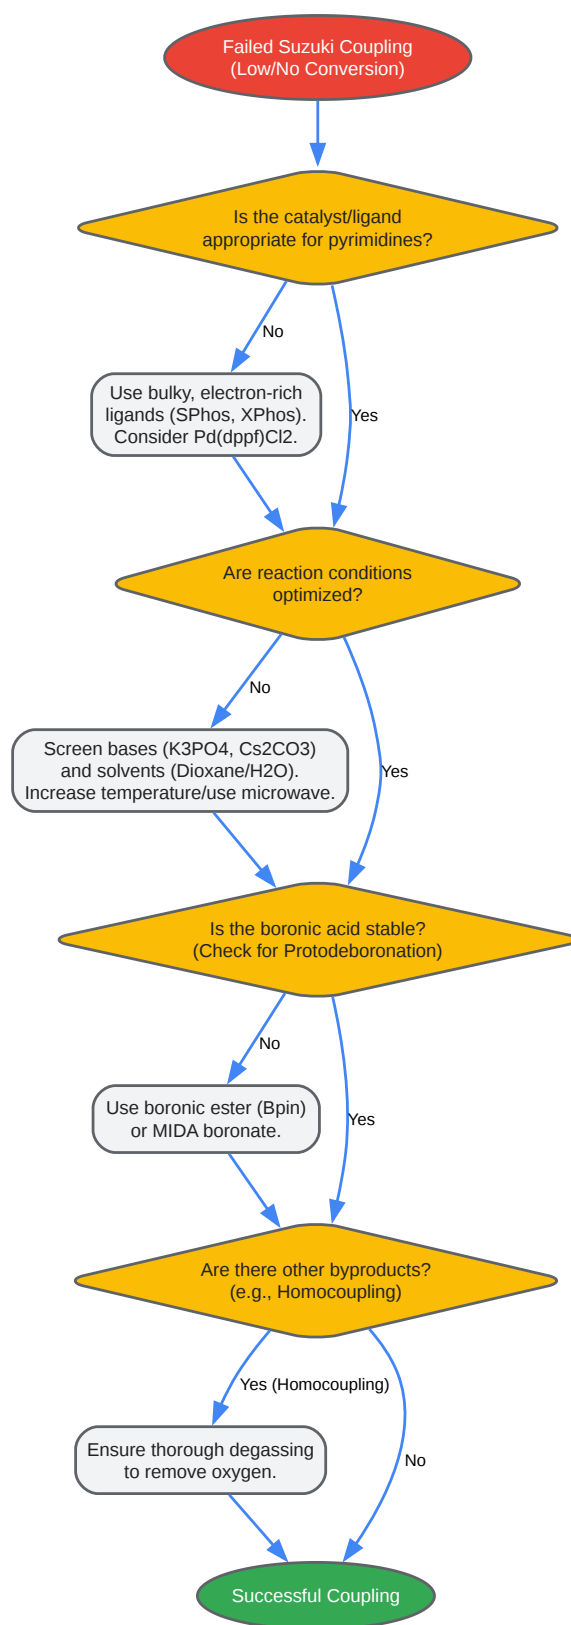 Failed Suzuki Coupling
(Low/No Conversion)
Is the catalyst/ligand
appropriate for pyrimidines?
No
Use bulky, electron-rich
ligands (SPhos, XPhos).
Consider Pd(dppf)Cl2.
Yes
Are reaction conditions
optimized?
No
Screen bases (K3PO4, Cs2CO3)
and solvents (Dioxane/H2O).
Increase temperature/use microwave.
Yes
Is the boronic acid stable?
(Check for Protodeboronation)
No
Use boronic ester (Bpin)
or MIDA boronate.
Yes
Are there other byproducts?
(e.g., Homocoupling)
Yes (Homocoupling)
Ensure thorough degassing
to remove oxygen.
No
Successful Coupling